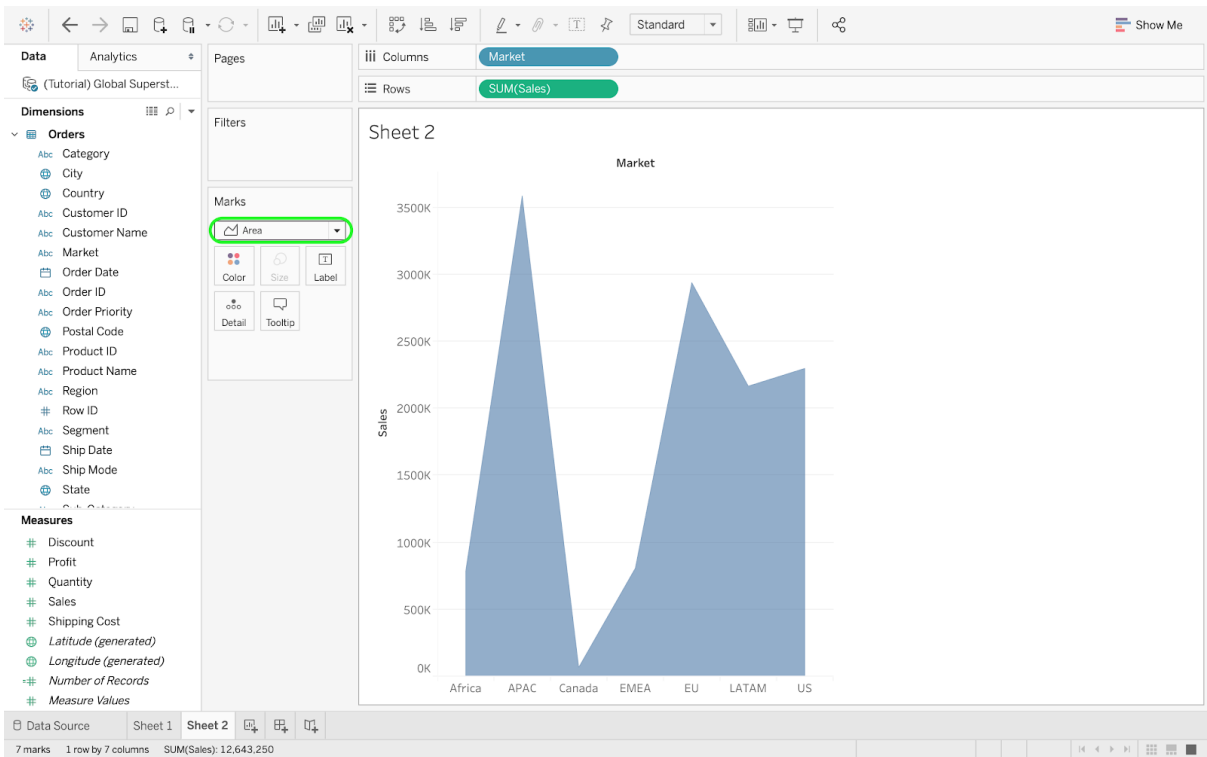 Standard
Show Me
Data
Analytics
(Tutorial) Global Superst...
Dimensions
Orders
Abc Category
City
Country
Abc Customer ID
Abc Customer Name
Abc Market
Order Date
Abc Order ID
Abc Order Priority
Postal Code
Abc Product ID
Abc Product Name
Abc Region
# Row ID
Abc Segment
Ship Date
Abc Ship Mode
State
Measures
# Discount
# Profit
# Quantity
# Sales
# Shipping Cost
Latitude (generated)
Longitude (generated)
=# Number of Records
# Measure Values
Pages
Filters
Marks
Area
Color
Size
T
Label
Detail
Tooltip
iii Columns
Market
Rows
SUM(Sales)
Sheet 2
Market
Sales
3500K
3000K
2500K
2000K
1500K
1000K
500K
0K
Africa APAC Canada EMEA EU LATAM US
Data Source Sheet 1 Sheet 2
7 marks 1 row by 7 columns SUM(Sales): 12,643,250